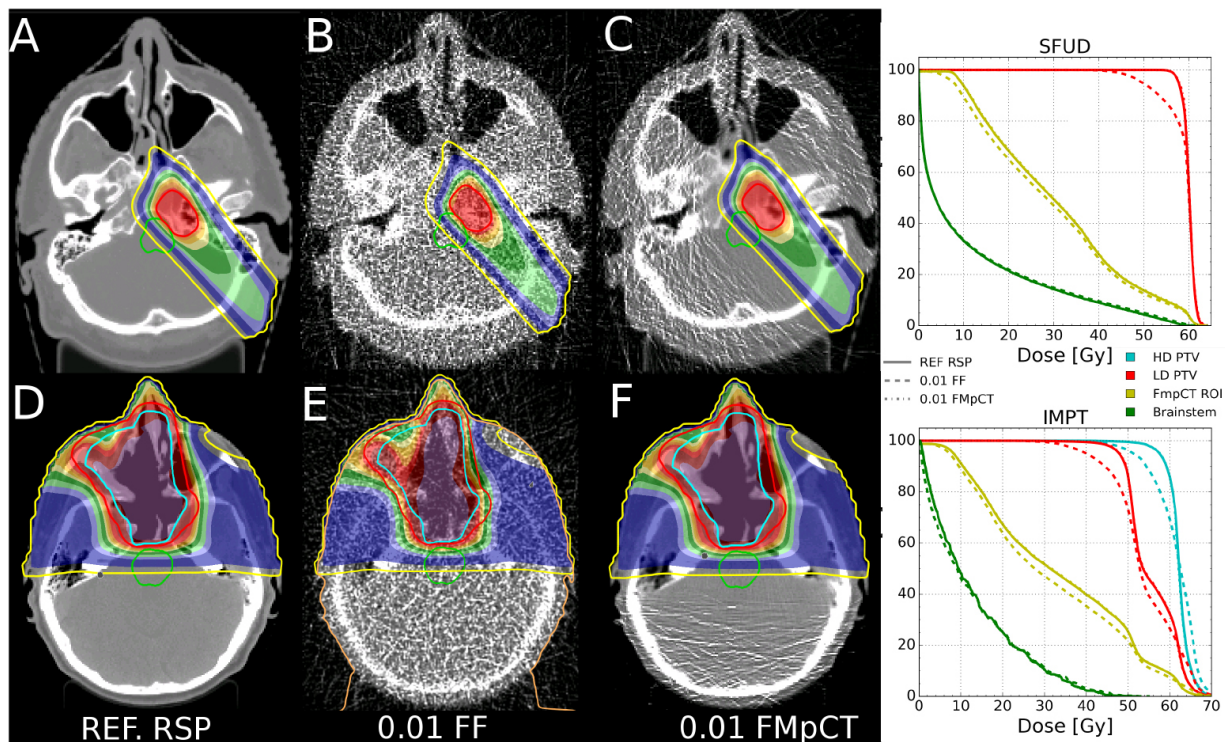 A
B
C
SFUD
100
80
60
40
20
0
0 10 20 30 40 50 60
Dose [Gy]
REF RSP
0.01 FF
0.01 FMpCT
HD PTV
LD PTV
FmpCT ROI
Brainstem
D
E
F
IMPT
100
80
60
40
20
0
0 10 20 30 40 50 60 70
Dose [Gy]
REF. RSP
0.01 FF
0.01 FMpCT